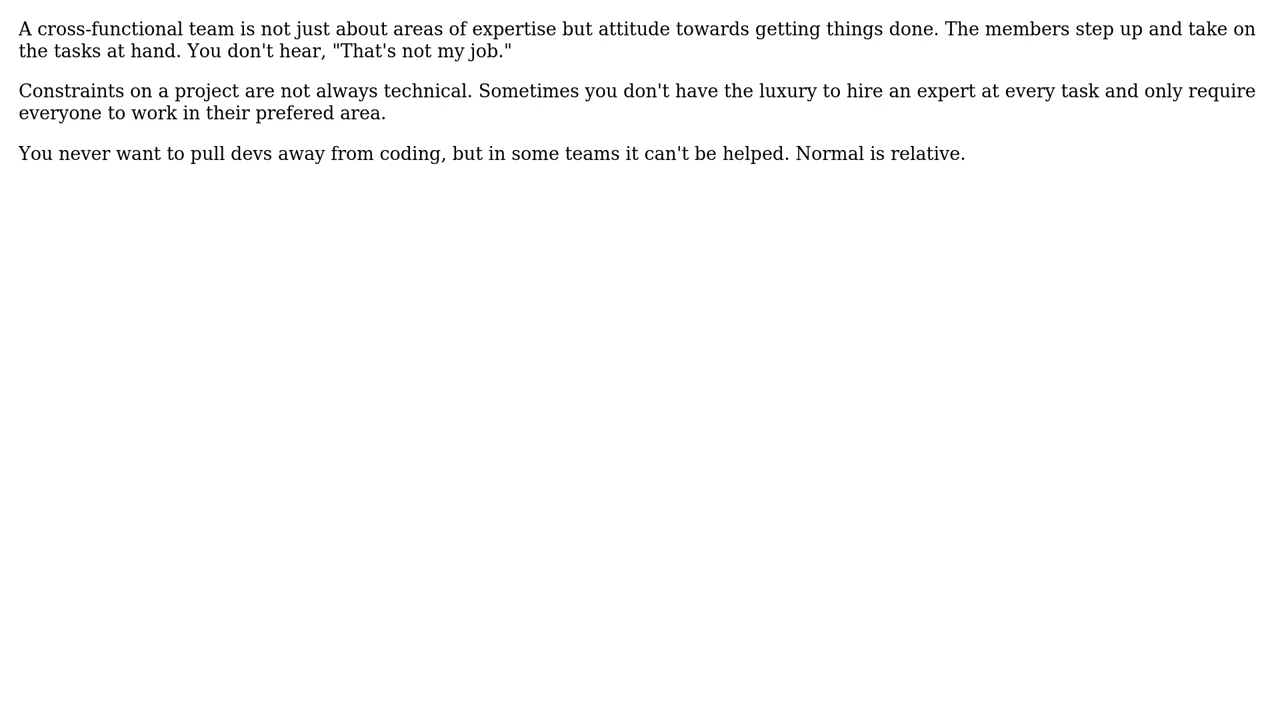 A cross-functional team is not just about areas of expertise but attitude towards getting things done. The members step up and take on
the tasks at hand. You don't hear, "That's not my job."
Constraints on a project are not always technical. Sometimes you don't have the luxury to hire an expert at every task and only require
everyone to work in their prefered area.
You never want to pull devs away from coding, but in some teams it can't be helped. Normal is relative.